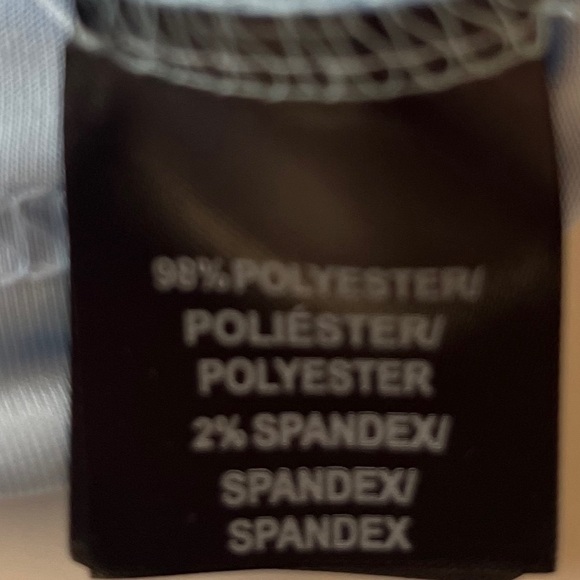 98% POLYESTER/
POLIÉSTER/
POLYESTER
2% SPANDEX/
SPANDEX/
SPANDEX